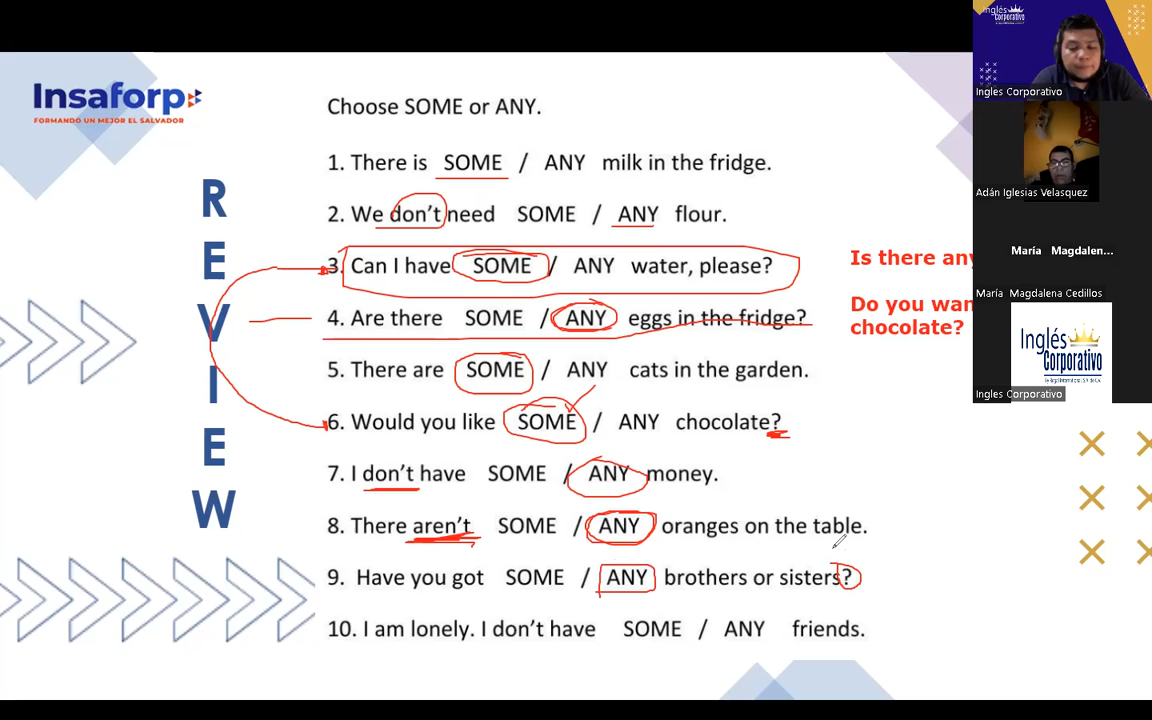 Insaforp
FORMANDO UN MEJOR EL SALVADOR
REVIEW
Choose SOME or ANY.
1. There is SOME / ANY milk in the fridge.
2. We don't need SOME / ANY flour.
3. Can I have SOME / ANY water, please?
4. Are there SOME / ANY eggs in the fridge?
5. There are SOME / ANY cats in the garden.
6. Would you like SOME / ANY chocolate?
7. I don't have SOME / ANY money.
8. There aren't SOME / ANY oranges on the table.
9. Have you got SOME / ANY brothers or sisters?
10. I am lonely. I don't have SOME / ANY friends.
Is there any
Do you wan
chocolate?
Inglés
Corporativo
Ingles Corporativo
Adán Iglesias Velasquez
María Magdalen...
María Magdalena Cedillos
Inglés
Corporativo
Ingles Corporativo